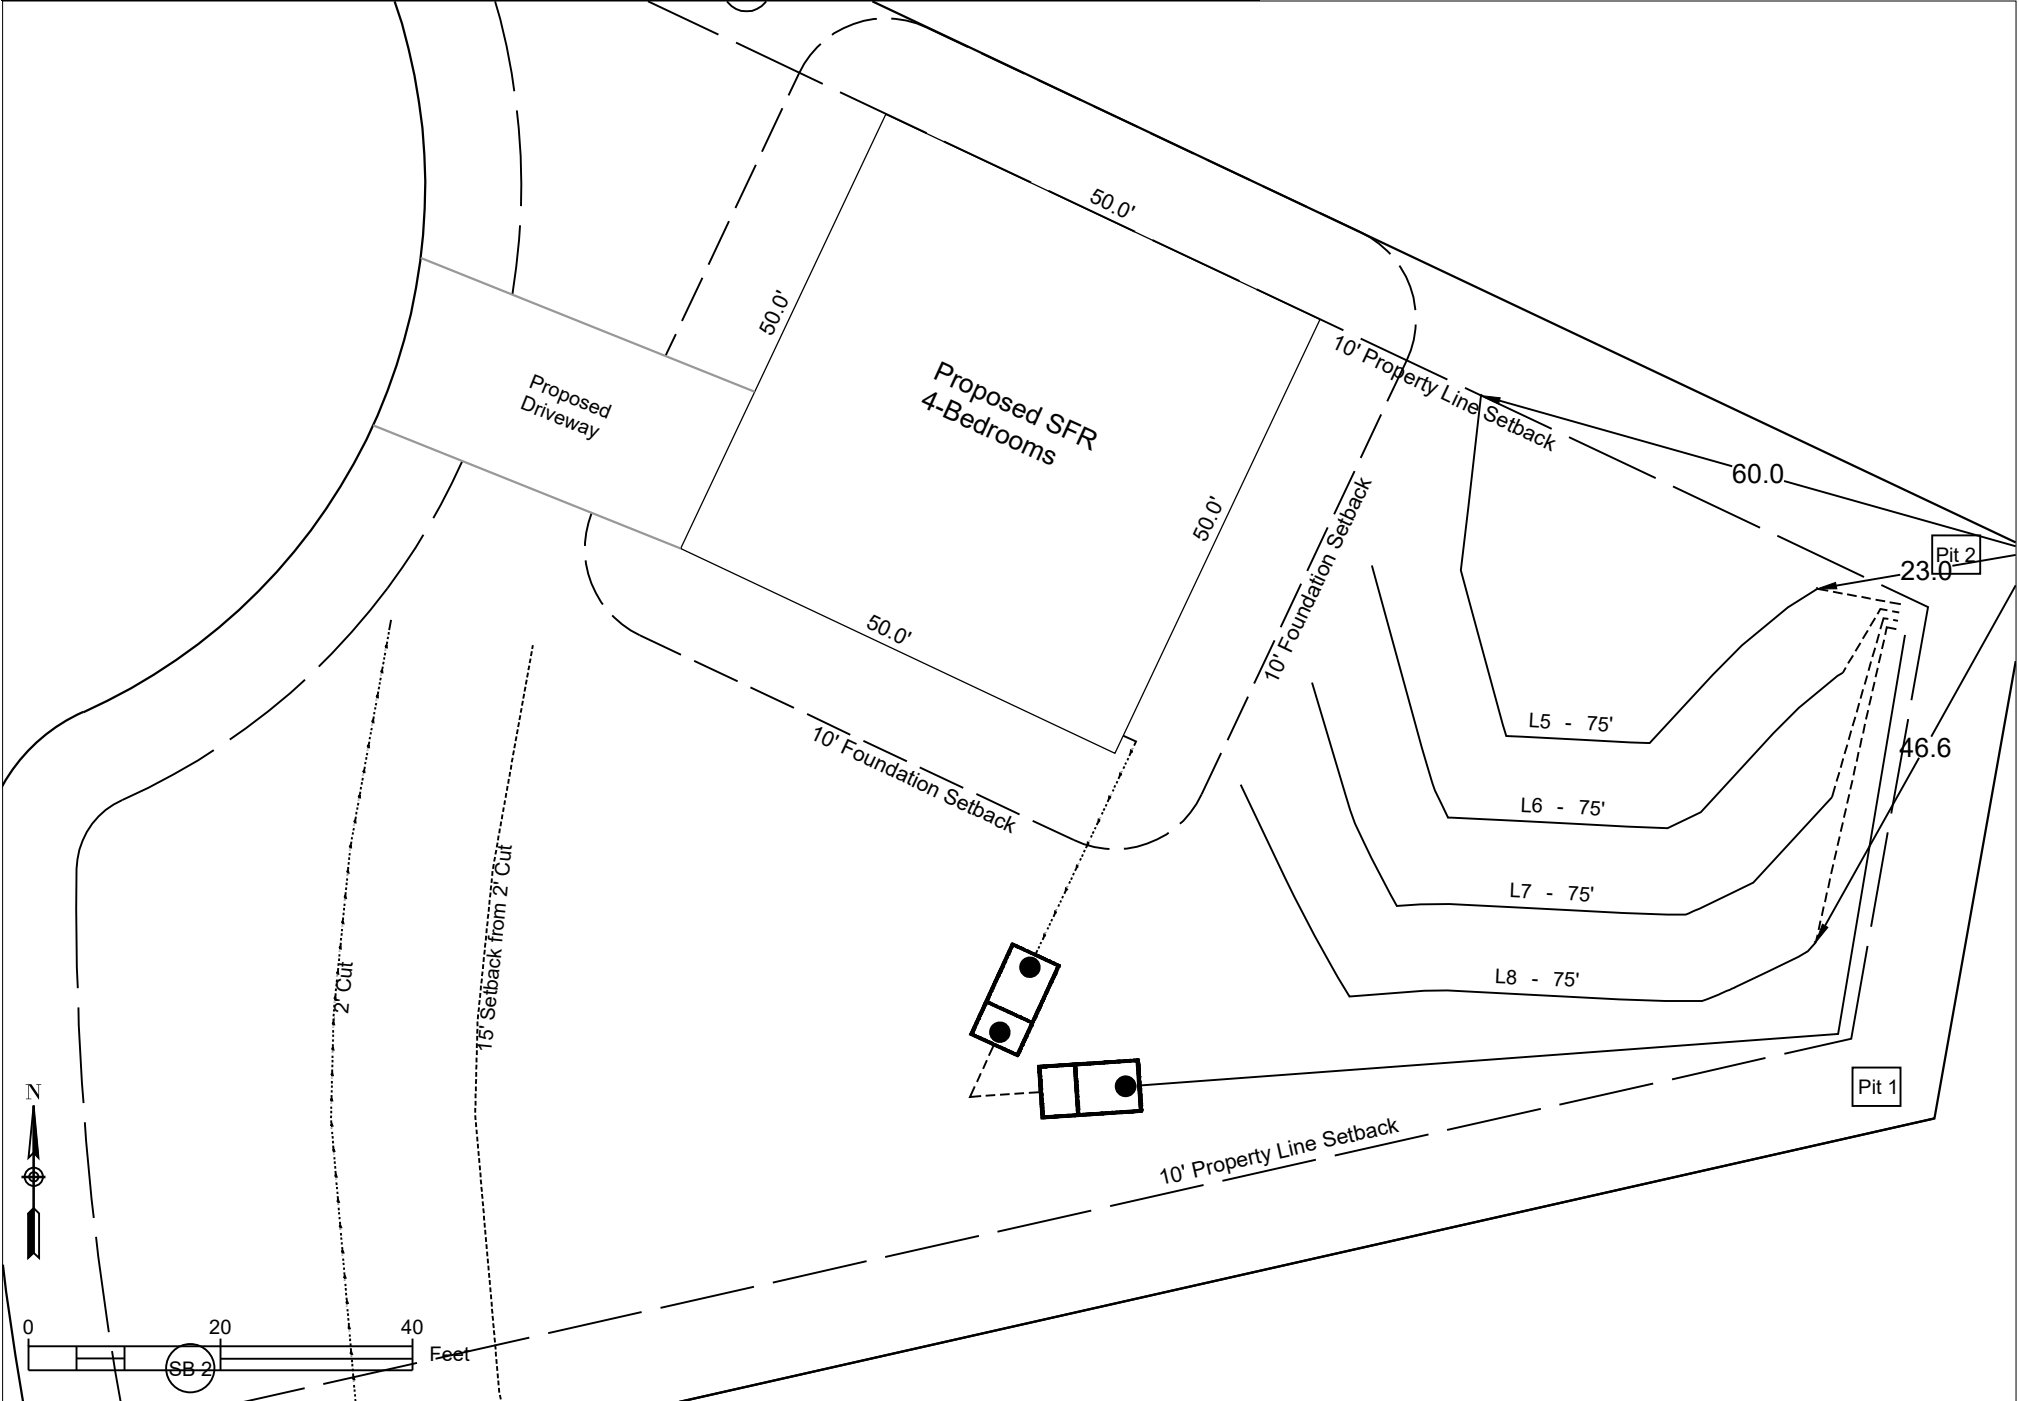 50.0'
50.0'
10' Property Line Setback
Proposed SFR
4-Bedrooms
Proposed
Driveway
60.0
50.0'
10' Foundation Setback
Pit 2
23.0
50.0'
L5 - 75'
10' Foundation Setback
46.6
L6 - 75'
15' Setback from 2' Cut
L7 - 75'
2' Cut
L8 - 75'
N
Pit 1
10' Property Line Setback
0 20 40
Feet
SB 2